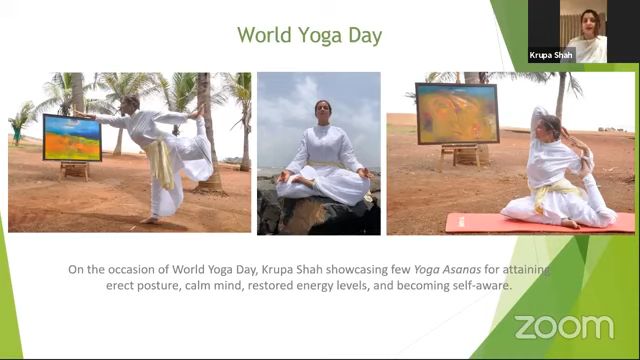 World Yoga Day
Krupa Shah
On the occasion of World Yoga Day, Krupa Shah showcasing few Yoga Asanas for attaining
erect posture, calm mind, restored energy levels, and becoming self-aware.
zoom